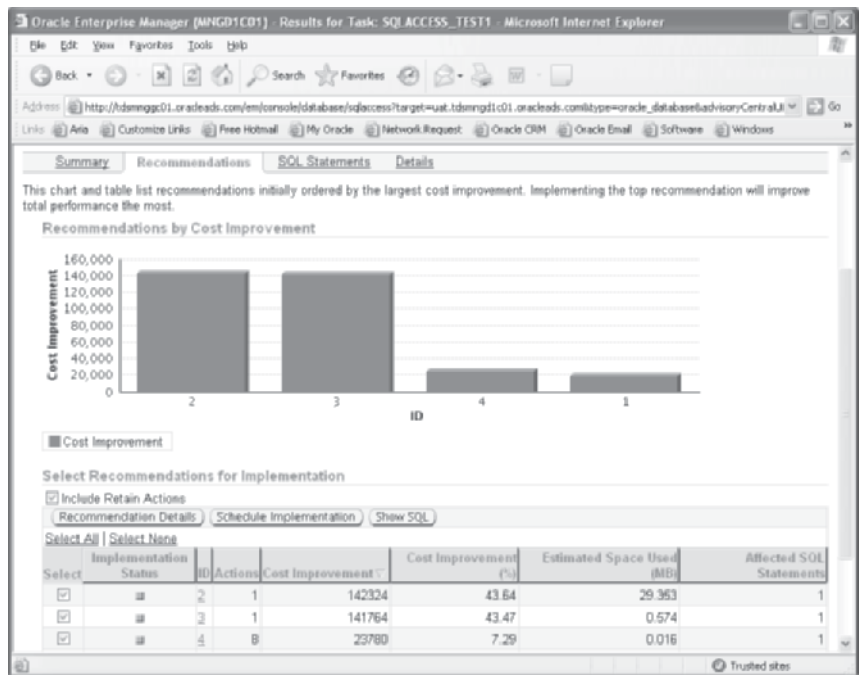 Oracle Enterprise Manager (MNGD1C01) - Results for Task: SQLACCESS_TEST1 - Microsoft Internet Explorer
File Edit View Favorites Tools Help
Back Search Favorites
Address http://tdsmnggc01.oracleads.com/em/console/database/sqlaccess?target=uat.tdsmngd1c01.oracleads.com&type=oracle_database&advisoryCentralUR Go
Links Aria Customize Links Free Hotmail My Oracle Network Request Oracle CRM Oracle Email Software Windows »
Summary Recommendations SQL Statements Details
This chart and table list recommendations initially ordered by the largest cost improvement. Implementing the top recommendation will improve
total performance the most.
Recommendations by Cost Improvement
Cost Improvement
160,000
140,000
120,000
100,000
80,000
60,000
40,000
20,000
0
2 3 4 1
ID
Cost Improvement
Select Recommendations for Implementation
Include Retain Actions
Recommendation Details Schedule Implementation Show SQL
Select All | Select None
Select Implementation Status ID Actions Cost Improvement Cost Improvement (%) Estimated Space Used (MB) Affected SQL Statements
2 1 142324 43.64 29.363 1
3 1 141764 43.47 0.574 1
4 8 23780 7.29 0.016 1
Trusted sites